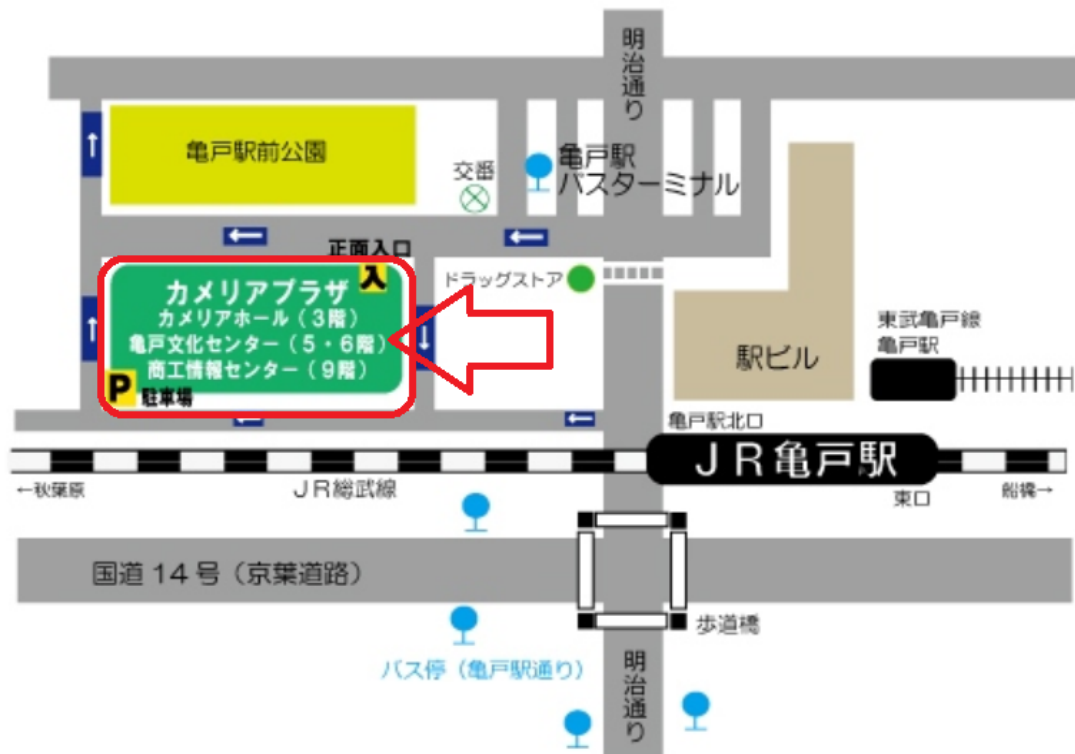 明治通り
亀戸駅前公園
交番
亀戸駅
バスターミナル
正面入口
入
ドラッグストア
カメリアプラザ
カメリアホール（3階）
亀戸文化センター（5・6階）
商工情報センター（9階）
P 駐車場
駅ビル
東武亀戸線
亀戸駅
亀戸駅北口
JR亀戸駅
←秋葉原
JR総武線
東口
船橋→
国道14号（京葉道路）
歩道橋
バス停（亀戸駅通り）
明治通り